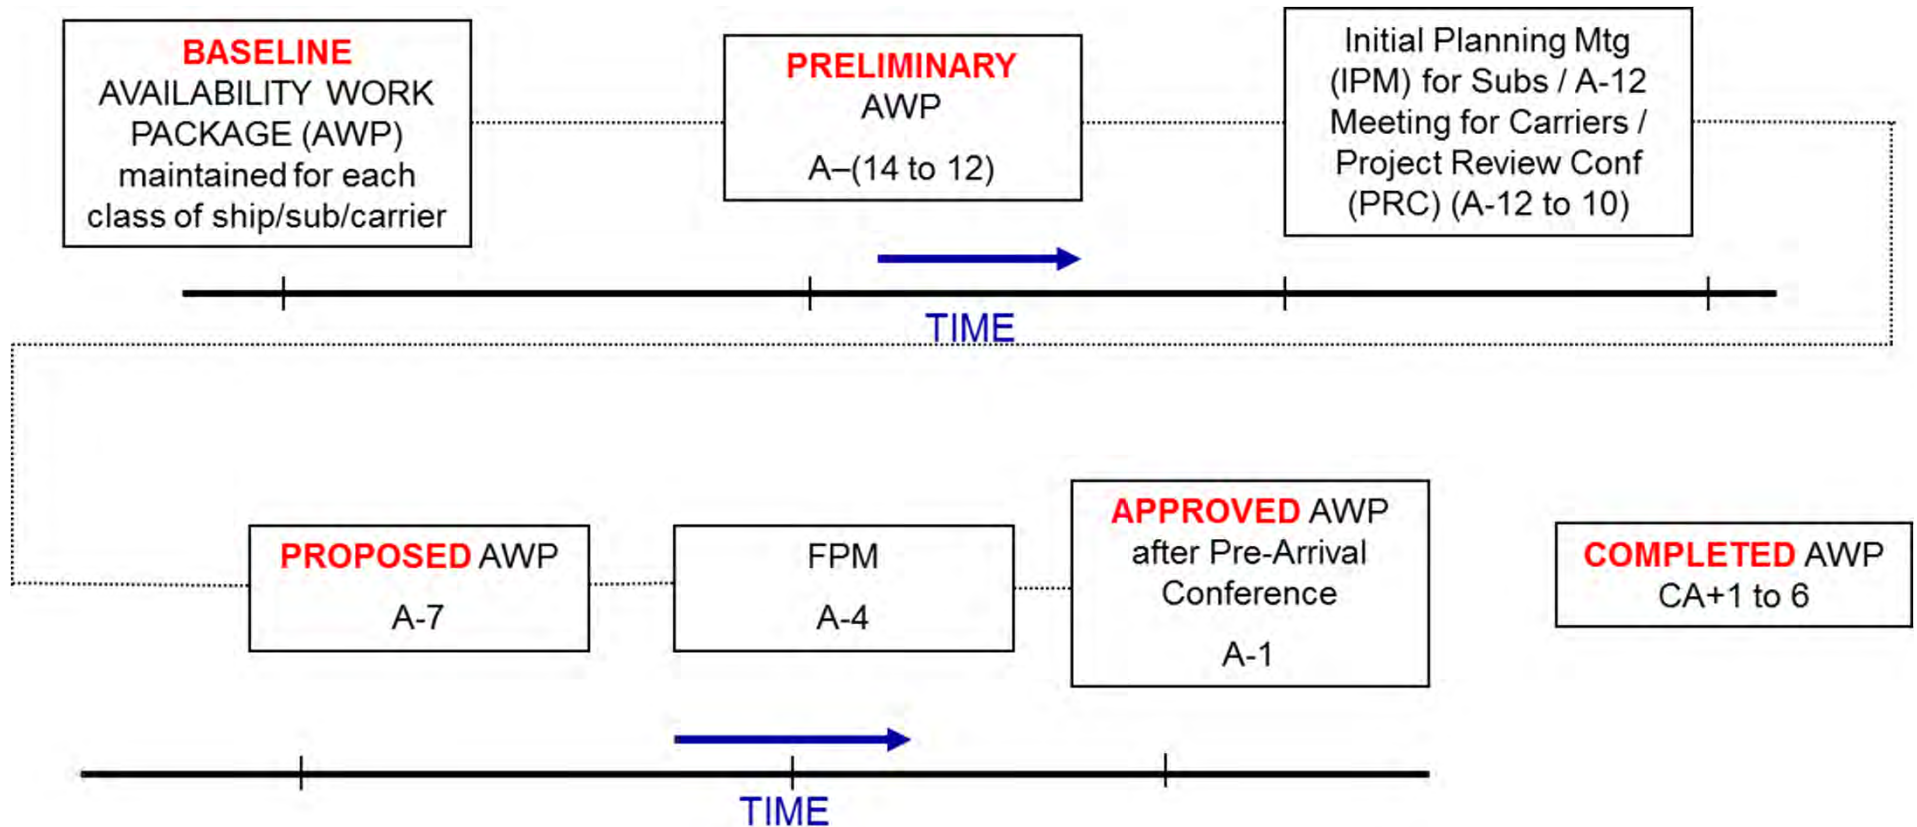 BASELINE
AVAILABILITY WORK
PACKAGE (AWP)
maintained for each
class of ship/sub/carrier
PRELIMINARY
AWP
A–(14 to 12)
Initial Planning Mtg
(IPM) for Subs / A-12
Meeting for Carriers /
Project Review Conf
(PRC) (A-12 to 10)
TIME
PROPOSED AWP
A-7
FPM
A-4
APPROVED AWP
after Pre-Arrival
Conference
A-1
COMPLETED AWP
CA+1 to 6
TIME